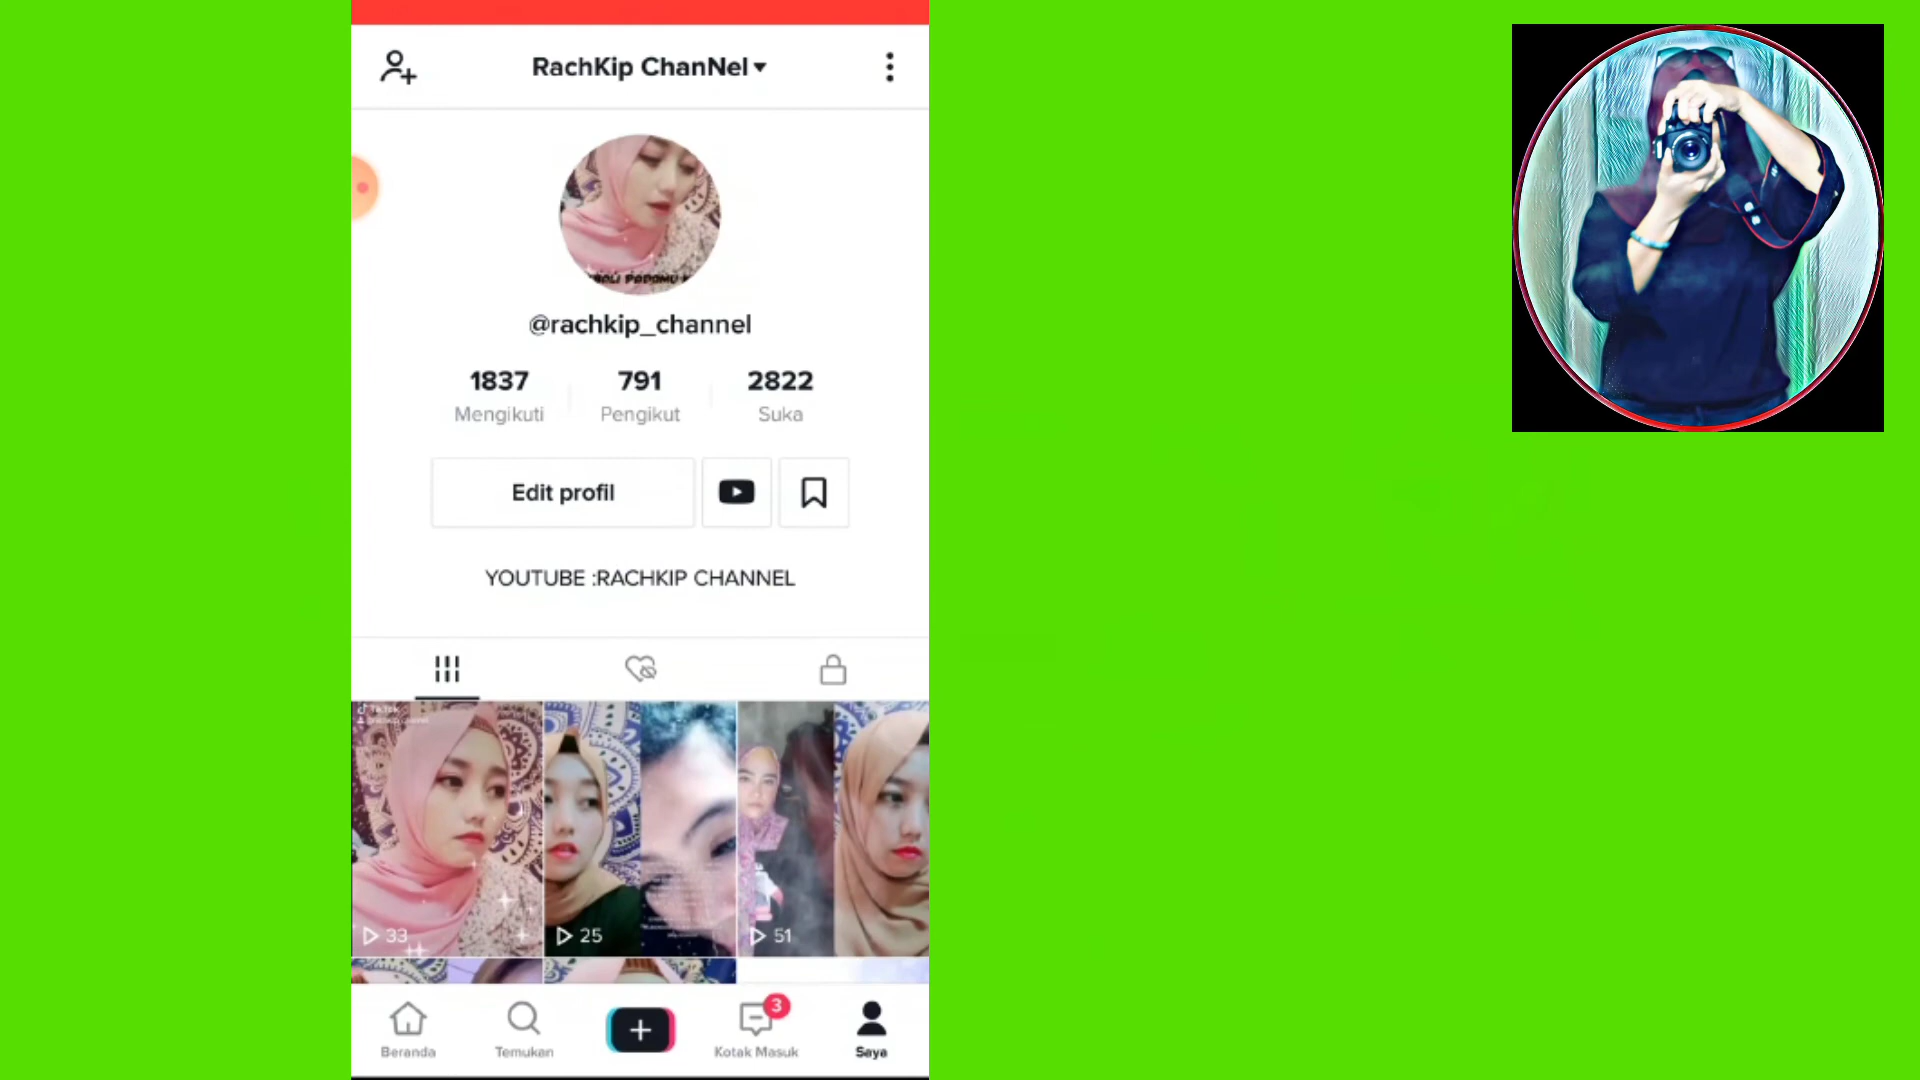 RachKip ChanNel
@rachkip_channel
1837 791 2822
Mengikuti Pengikut Suka
Edit profil
YOUTUBE :RACHKIP CHANNEL
TikTok
33 25 51
3
Beranda Temukan Kotak Masuk Saya